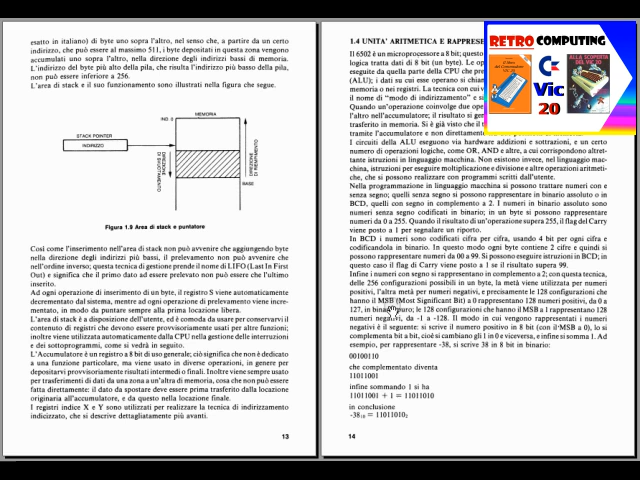 esatto in italiano) di byte uno sopra l'altro, nel senso che, a partire da un certo
indirizzo, che può essere al massimo 511, i byte depositati in questa zona vengono
accumulati uno sopra l'altro, nella direzione degli indirizzi bassi di memoria.
L'indirizzo del byte più alto della pila, che risulta l'indirizzo più basso della pila,
non può essere inferiore a 256.
L'area di stack e il suo funzionamento sono illustrati nella figura che segue.
MEMORIA
IND. 0
STACK POINTER
INDIRIZZO
DIREZIONE DI SVUOTAMENTO
DIREZIONE DI RIEMPIMENTO
BASE
Figura 1.9 Area di stack e puntatore
Così come l'inserimento nell'area di stack non può avvenire che aggiungendo byte
nella direzione degli indirizzi più bassi, il prelevamento non può avvenire che
nell'ordine inverso; questa tecnica di gestione prende il nome di LIFO (Last In First
Out) e significa che il primo dato ad essere prelevato non può essere che l'ultimo
inserito.
Ad ogni operazione di inserimento di un byte, il registro S viene automaticamente
decrementato dal sistema, mentre ad ogni operazione di prelevamento viene incre-
mentato, in modo da puntare sempre alla prima locazione libera.
L'area di stack è a disposizione dell'utente, ed è comoda da usare per conservarvi il
contenuto di registri che devono essere provvisoriamente usati per altre funzioni;
inoltre viene utilizzata automaticamente dalla CPU nella gestione delle interruzioni
e dei sottoprogrammi, come si vedrà in seguito.
L'Accumulatore è un registro a 8 bit di uso generale; ciò significa che non è dedicato
a una funzione particolare, ma viene usato in diverse operazioni, in genere per
depositarvi provvisoriamente risultati intermedi o finali. Inoltre viene sempre usato
per trasferimenti di dati da una zona a un'altra di memoria, cosa che non può essere
fatta direttamente: il dato da spostare deve essere prima trasferito dalla locazione
originaria all'accumulatore, e da questo nella locazione finale.
I registri indice X e Y sono utilizzati per realizzare la tecnica di indirizzamento
indicizzato, che si descrive dettagliatamente più avanti.
13
1.4 UNITA' ARITMETICA E RAPPRESE
Il 6502 è un microprocessore a 8 bit; questo
logica tratta dati di 8 bit (un byte). Le op
eseguite da quella parte della CPU che pre
(ALU); i dati su cui esse operano si chia
memoria o nei registri. La tecnica con cui v
il nome di "modo di indirizzamento" e si
Quando un'operazione coinvolge due ope
l'altro nell'accumulatore; il risultato si ge
trasferito in memoria. Si è già visto che il t
tramite l'accumulatore e non direttamente
I circuiti della ALU eseguono via hardware addizioni e sottrazioni, e un certo
numero di operazioni logiche, come OR, AND e altre, a cui corrispondono altret-
tante istruzioni in linguaggio macchina. Non esistono invece, nel linguaggio mac-
china, istruzioni per eseguire moltiplicazione e divisione e altre operazioni aritmeti-
che, che si possono realizzare con programmi scritti dall'utente.
Nella programmazione in linguaggio macchina si possono trattare numeri con e
senza segno; quelli senza segno si possono rappresentare in binario assoluto o in
BCD, quelli con segno in complemento a 2. I numeri in binario assoluto sono
numeri senza segno codificati in binario; in un byte si possono rappresentare
numeri da 0 a 255. Quando il risultato d'un'operazione supera 255, il flag del Carry
viene posto a 1 per segnalare un riporto.
In BCD i numeri sono codificati cifra per cifra, usando 4 bit per ogni cifra e
codificandola in binario. In questo modo ogni byte contiene 2 cifre e quindi si
possono rappresentare numeri da 00 a 99. Si possono eseguire istruzioni in BCD; in
questo caso il flag di Carry viene posto a 1 se il risultato supera 99.
Infine i numeri con segno si rappresentano in complemento a 2; con questa tecnica,
delle 256 configurazioni possibili in un byte, la metà viene utilizzata per numeri
positivi, l'altra metà per numeri negativi, e precisamente le 128 configurazioni che
hanno il MSB (Most Significant Bit) a 0 rappresentano 128 numeri positivi, da 0 a
127, in binario puro; le 128 configurazioni che hanno il MSB a 1 rappresentano 128
numeri negativi, da -1 a -128. Il modo in cui vengono rappresentati i numeri
negativi è il seguente: si scrive il numero positivo in 8 bit (con il MSB a 0), lo si
complementa bit a bit, cioè si cambiano gli 1 in 0 e viceversa, e infine si somma 1. Ad
esempio, per rappresentare -38, si scrive 38 in 8 bit in binario:
00100110
che complementato diventa
11011001
infine sommando 1 si ha
11011001 + 1 = 11011010
in conclusione
-38₁₀ = 11011010₂
14
RETRO COMPUTING
Vic
20
ALLA SCOPERTA
DEL VIC 20